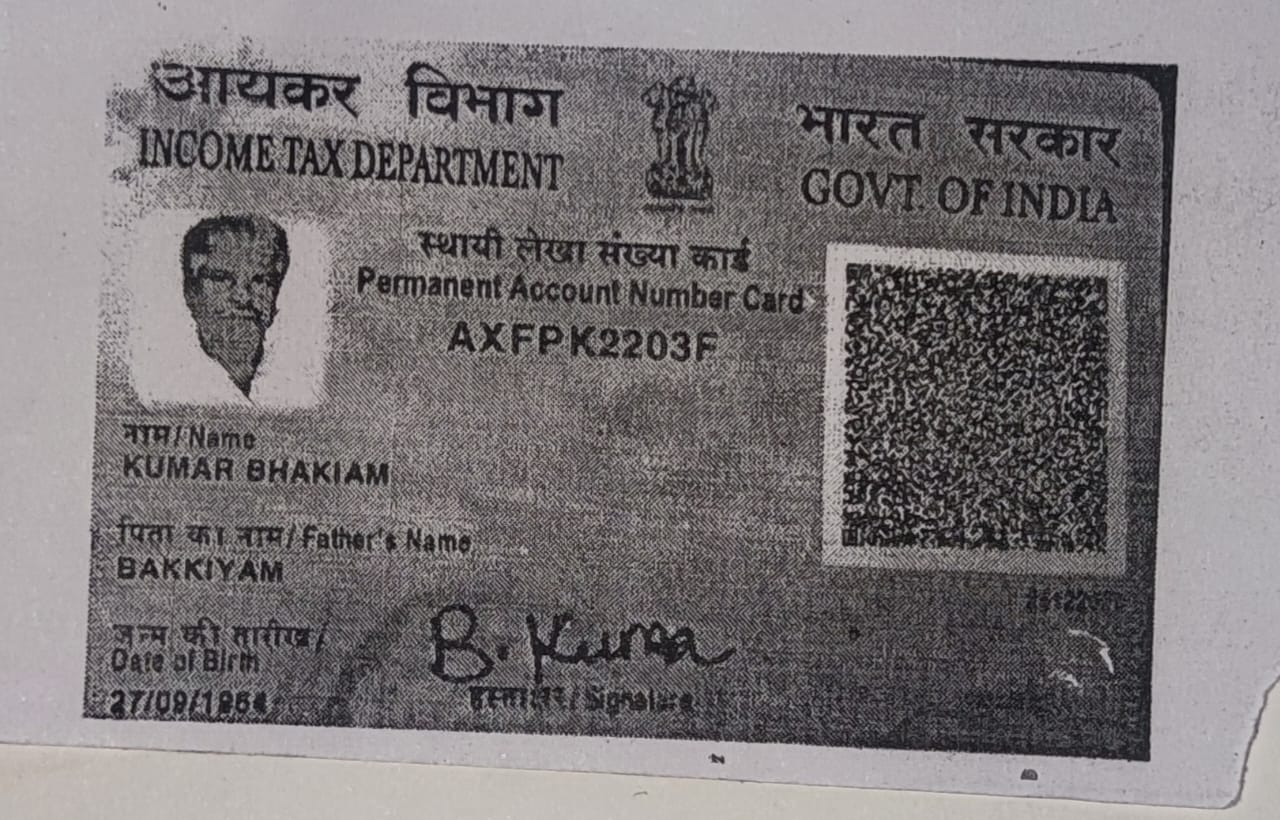 आयकर विभाग
INCOME TAX DEPARTMENT
भारत सरकार
GOVT. OF INDIA
स्थायी लेखा संख्या कार्ड
Permanent Account Number Card
AXFPK2203F
नाम / Name
KUMAR BHAKIAM
पिता का नाम / Father's Name
BAKKIYAM
जन्म की तारीख /
Date of Birth
27/09/1964
B. Kumar
हस्ताक्षर / Signature